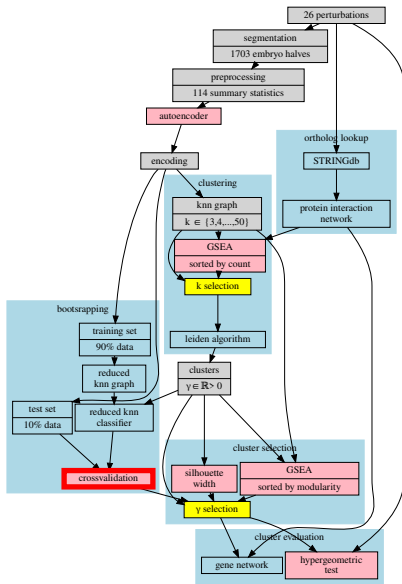 26 perturbations
segmentation
1703 embryo halves
preprocessing
114 summary statistics
autoencoder
ortholog lookup
encoding
STRINGdb
clustering
knn graph
k ∈ {3,4,...,50}
protein interaction
network
GSEA
sorted by count
k selection
bootsrapping
training set
90% data
leiden algorithm
reduced
knn graph
clusters
γ ∈ ℝ> 0
test set
10% data
reduced knn
classifier
cluster selection
crossvalidation
silhouette
width
GSEA
sorted by modularity
γ selection
cluster evaluation
gene network
hypergeometric
test